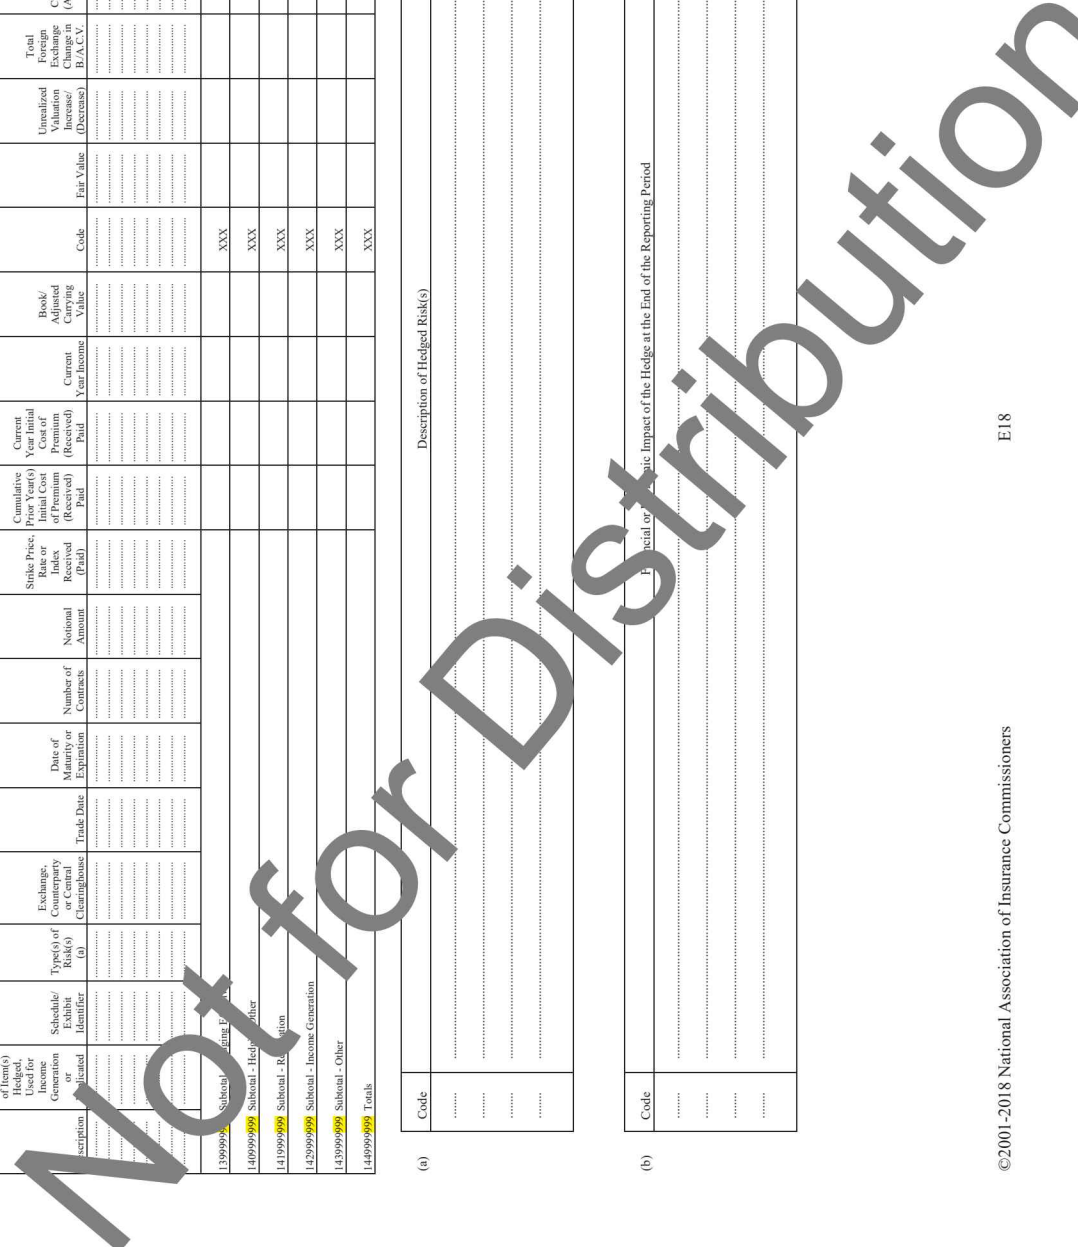 of Item(s)
Hedged,
Used for
Income
Generation
or
Schedule/
Exhibit
Identifier
Type(s) of
Risk(s)
(a)
Exchange,
Counterparty
or Central
Clearinghouse
Trade Date
Date of
Maturity or
Expiration
Number of
Contracts
Notional
Amount
Strike Price,
Rate or
Index
Received
(Paid)
Cumulative
Prior Year(s)
Initial Cost
of Premium
(Received)
Paid
Current
Year Initial
Cost of
Premium
(Received)
Paid
Current
Year Income
Book/
Adjusted
Carrying
Value
Code
Fair Value
Unrealized
Valuation
Increase/
(Decrease)
Total
Foreign
Exchange
Change in
B./A.C.V.
Subtotal XXX
1409999999 Subtotal - Other XXX
1419999999 Subtotal - XXX
1429999999 Subtotal - Income Generation XXX
1439999999 Subtotal - Other XXX
1449999999 Totals XXX
(a) Code Description of Hedged Risk(s)
(b) Code or Impact of the Hedge at the End of the Reporting Period
©2001-2018 National Association of Insurance Commissioners E18
Not for Distribution